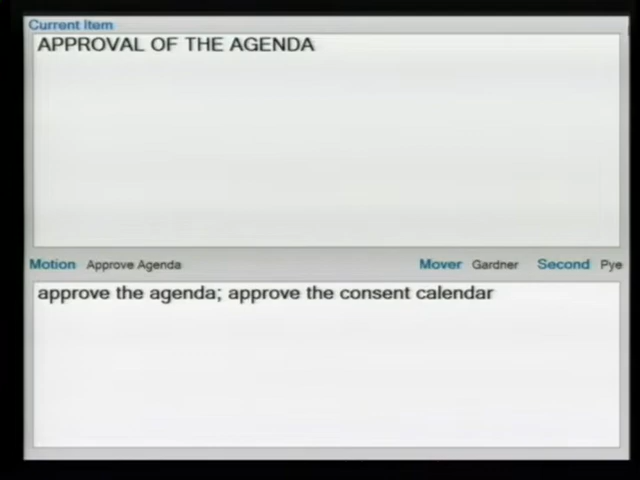 Current Item
APPROVAL OF THE AGENDA
Motion Approve Agenda Mover Gardner Second Pye
approve the agenda; approve the consent calendar